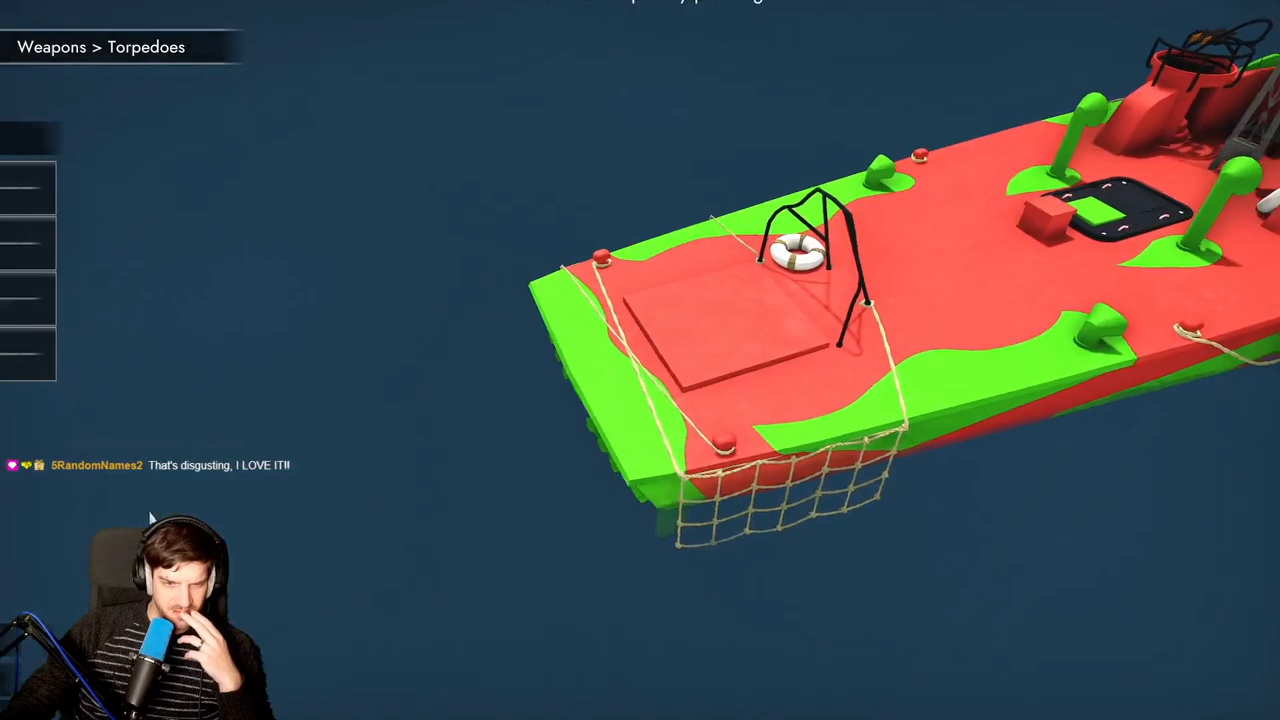 Weapons > Torpedoes
5RandomNames2 That's disgusting, I LOVE IT!!